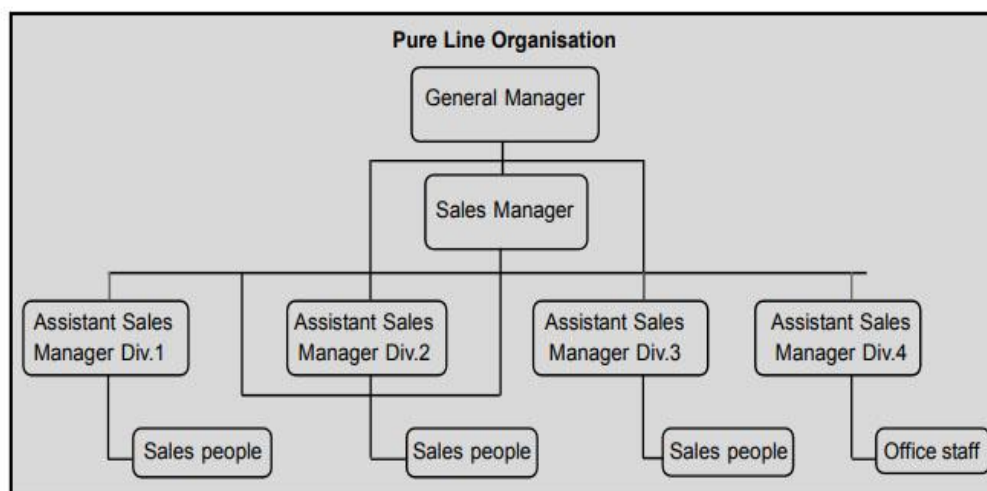 Pure Line Organisation
General Manager
Sales Manager
Assistant Sales
Manager Div.1
Assistant Sales
Manager Div.2
Assistant Sales
Manager Div.3
Assistant Sales
Manager Div.4
Sales people
Sales people
Sales people
Office staff